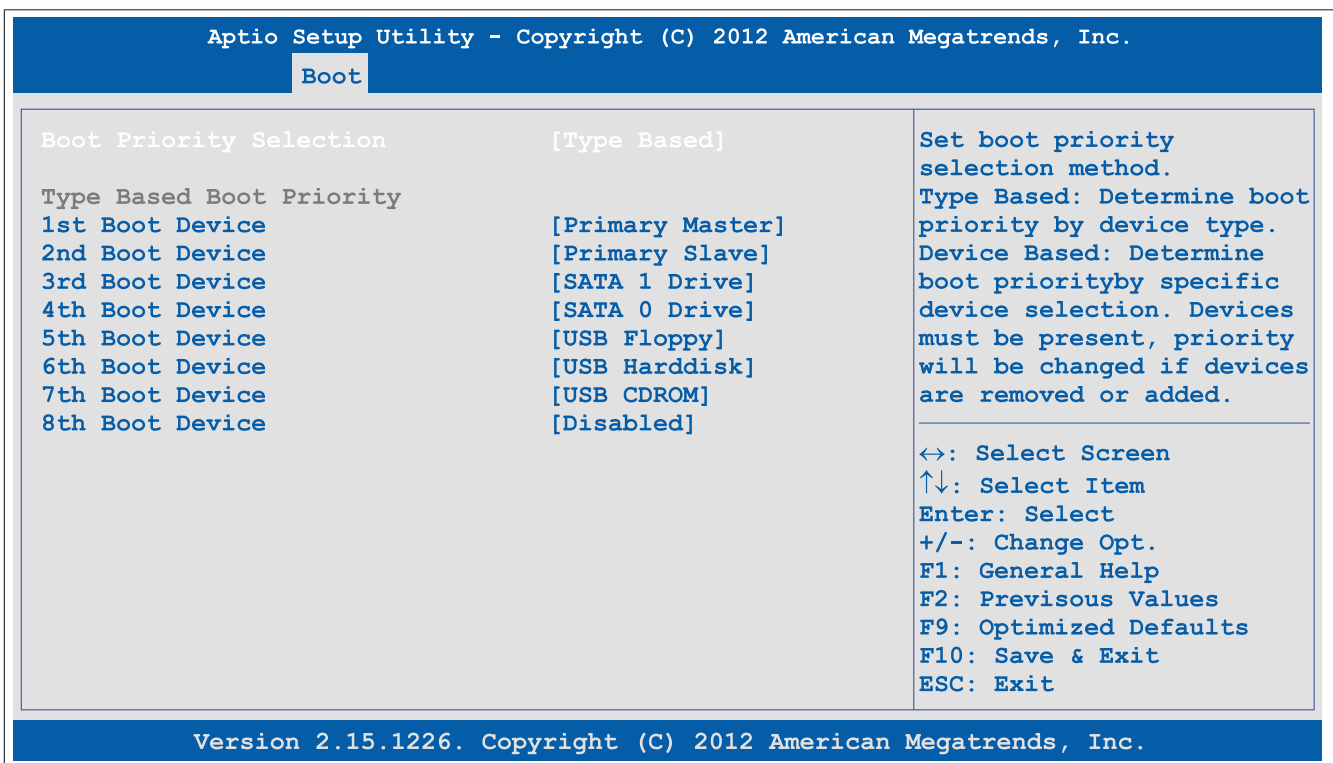 Aptio Setup Utility - Copyright (C) 2012 American Megatrends, Inc.
Boot
Boot Priority Selection [Type Based]
Type Based Boot Priority
1st Boot Device [Primary Master]
2nd Boot Device [Primary Slave]
3rd Boot Device [SATA 1 Drive]
4th Boot Device [SATA 0 Drive]
5th Boot Device [USB Floppy]
6th Boot Device [USB Harddisk]
7th Boot Device [USB CDROM]
8th Boot Device [Disabled]
Set boot priority
selection method.
Type Based: Determine boot
priority by device type.
Device Based: Determine
boot priorityby specific
device selection. Devices
must be present, priority
will be changed if devices
are removed or added.
↔: Select Screen
↑↓: Select Item
Enter: Select
+/-: Change Opt.
F1: General Help
F2: Previsous Values
F9: Optimized Defaults
F10: Save & Exit
ESC: Exit
Version 2.15.1226. Copyright (C) 2012 American Megatrends, Inc.